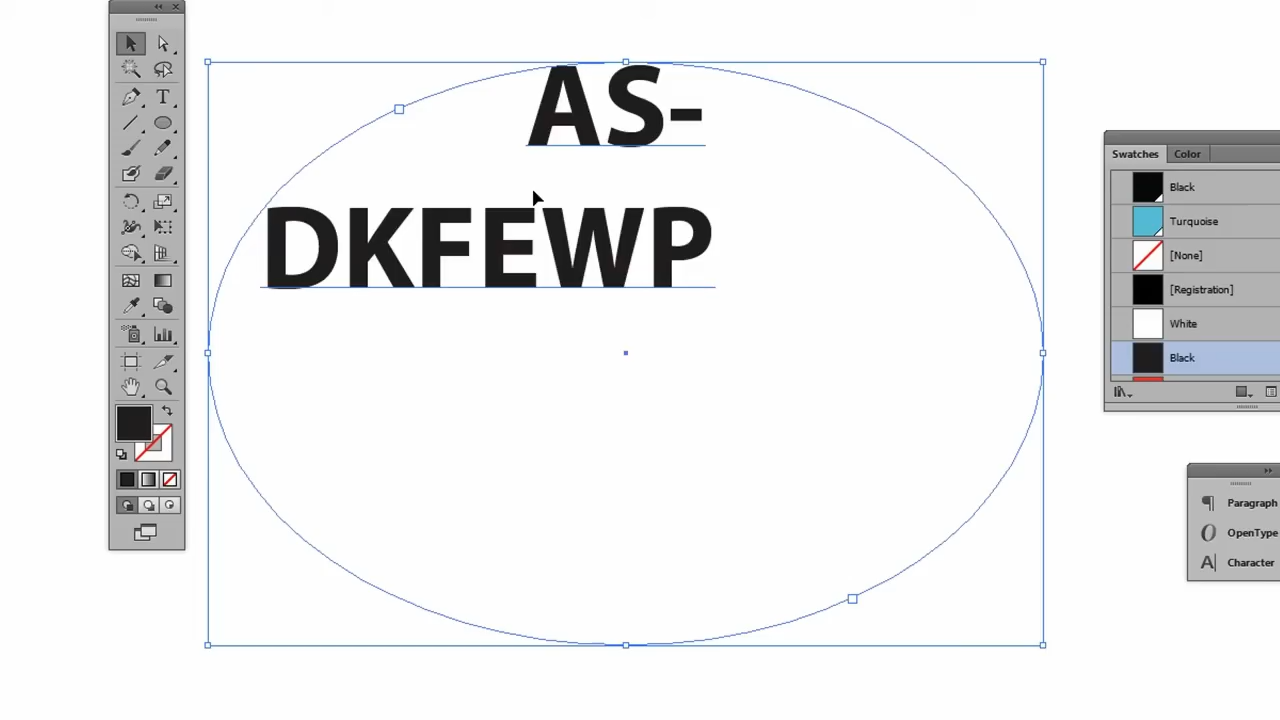 AS-
DKFEWP
Swatches Color
Black
Turquoise
[None]
[Registration]
White
Black
Paragraph
OpenType
Character